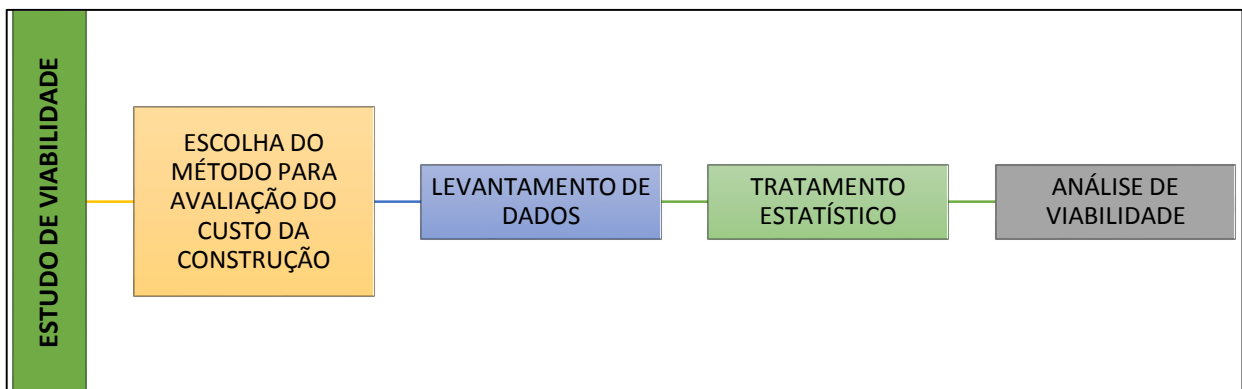 ESTUDO DE VIABILIDADE
ESCOLHA DO
MÉTODO PARA
AVALIAÇÃO DO
CUSTO DA
CONSTRUÇÃO
LEVANTAMENTO DE
DADOS
TRATAMENTO
ESTATÍSTICO
ANÁLISE DE
VIABILIDADE